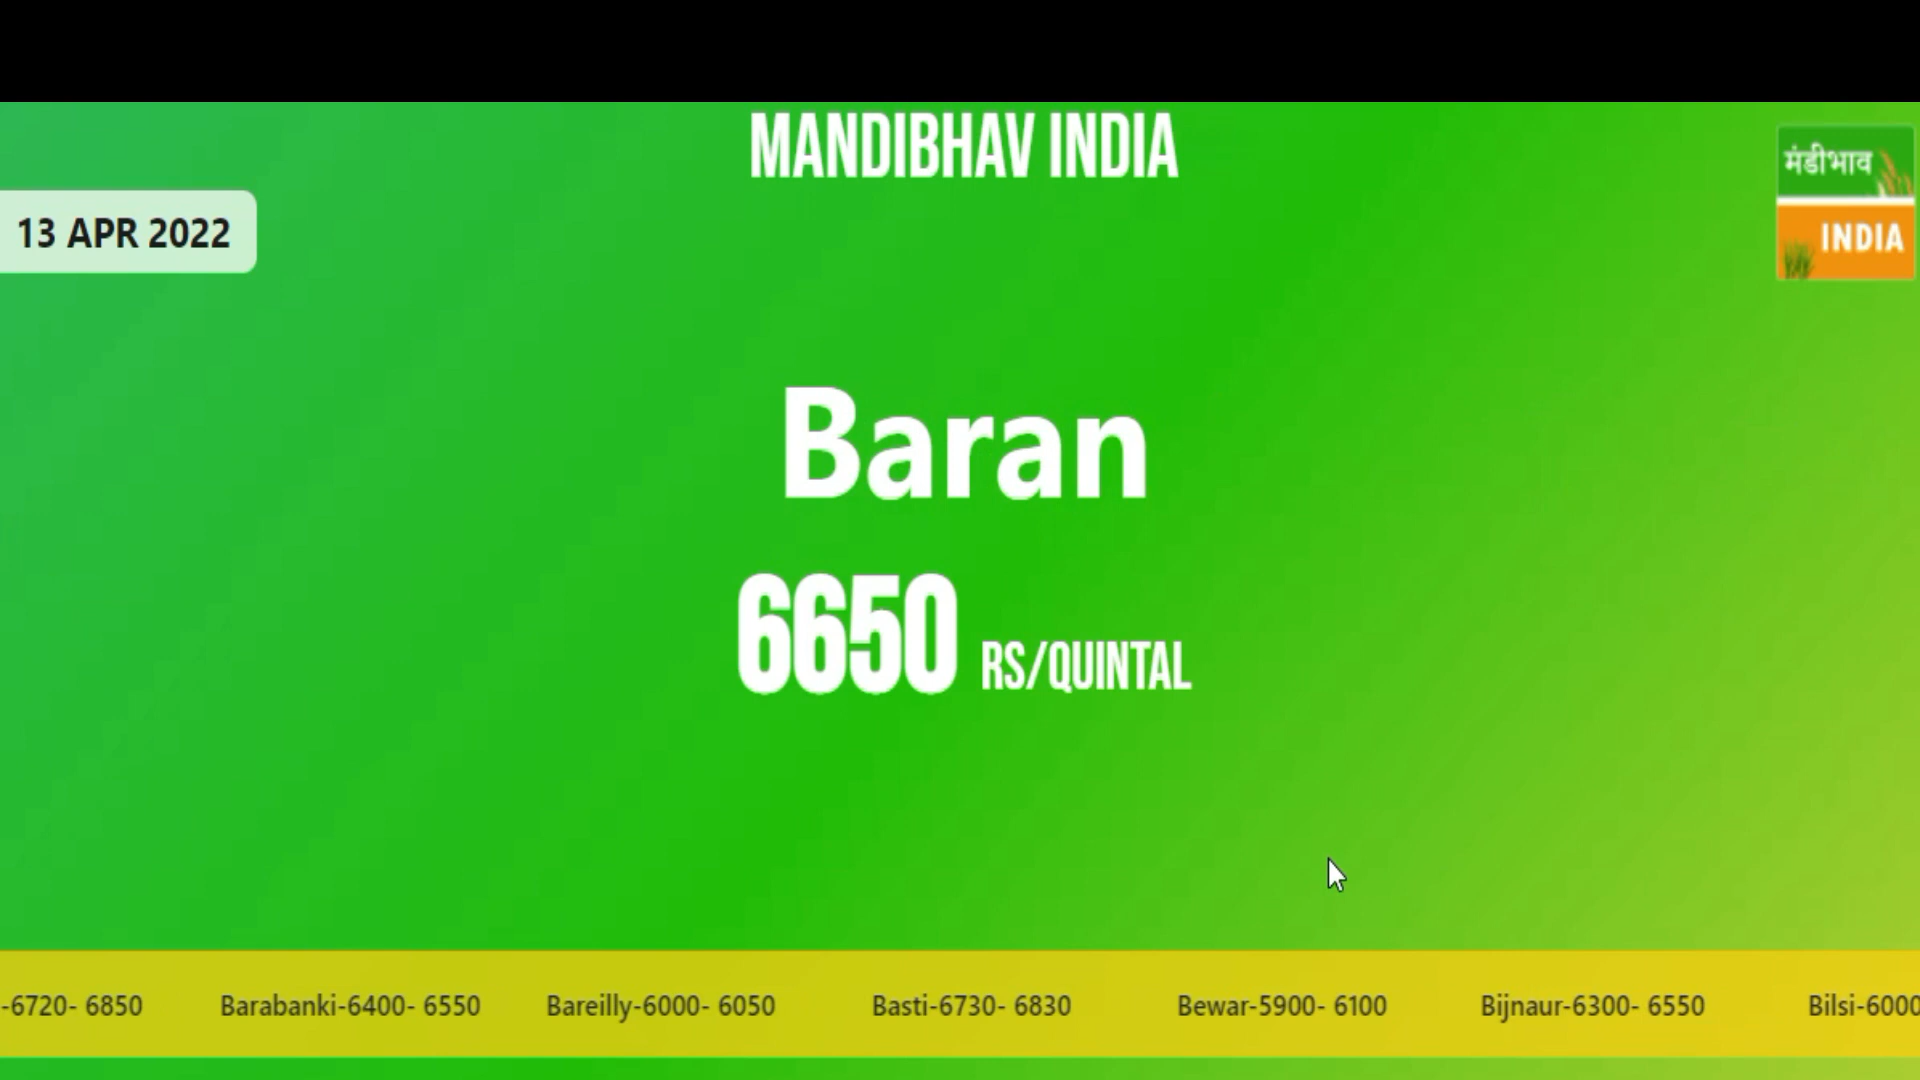 MANDIBHAV INDIA
मंडीभाव
INDIA
13 APR 2022
Baran
6650 RS/QUINTAL
-6720- 6850 Barabanki-6400- 6550 Bareilly-6000- 6050 Basti-6730- 6830 Bewar-5900- 6100 Bijnaur-6300- 6550 Bilsi-6000